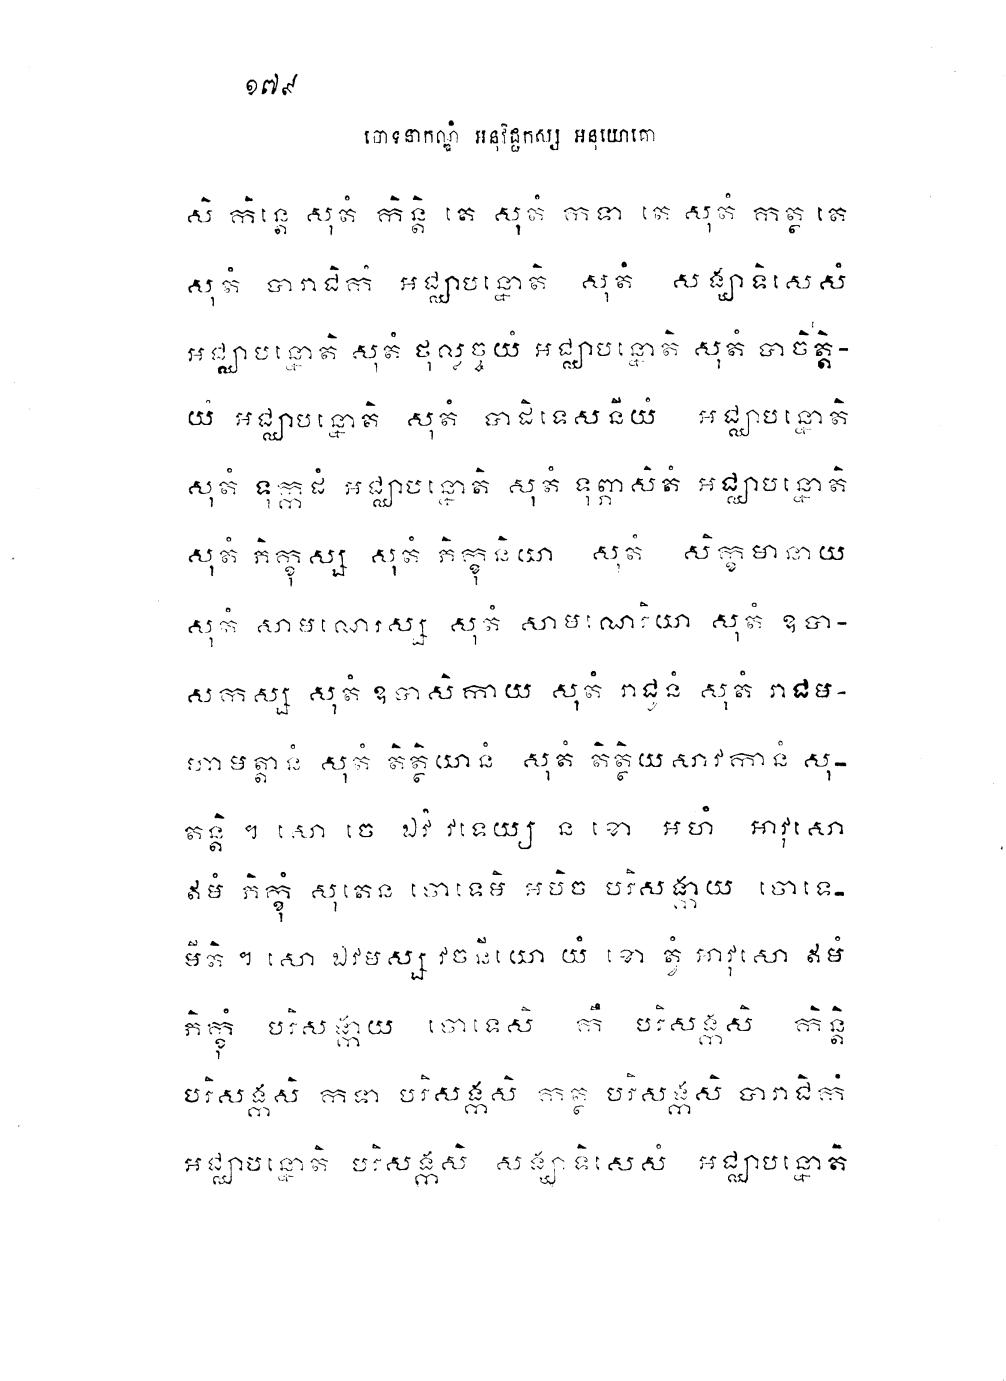 ១៧៩
ចោទនាកណ្ឌំ អនុវិជ្ជកស្ស អនុយោគោ
សិ កិន្តេ សុតំ កិន្តិ តេ សុតំ កទា តេ សុតំ កត្ថ តេ
សុតំ បារាជិកំ អជ្ឈាបន្នោតិ សុតំ សង្ឃាទិសេសំ
អជ្ឈាបន្នោតិ សុតំ ថុល្លច្ចយំ អជ្ឈាបន្នោតិ សុតំ បាចិត្តិ-
យំ អជ្ឈាបន្នោតិ សុតំ បាដិទេសនីយំ អជ្ឈាបន្នោតិ
សុតំ ទុក្កដំ អជ្ឈាបន្នោតិ សុតំ ទុព្ភាសិតំ អជ្ឈាបន្នោតិ
សុតំ ភិក្ខុស្ស សុតំ ភិក្ខុនិយា សុតំ សិក្ខមានាយ
សុតំ សាមណេរស្ស សុតំ សាមណេរិយា សុតំ ឧបា-
សកស្ស សុតំ ឧបាសិកាយ សុតំ រាជូនំ សុតំ រាជម-
ហាមត្តានំ សុតំ តិត្ថិយានំ សុតំ តិត្ថិយសាវកានំ សុ-
តន្តិ ។ សោ ចេ ឯវំ វទេយ្យ ន ខោ អហំ អាវុសោ
ឥមំ ភិក្ខុំ សុតេន ចោទេមិ អបិច បរិសង្កាយ ចោទេ-
មីតិ ។ សោ ឯវមស្ស វចនីយោ យំ ខោ ត្វំ អាវុសោ ឥមំ
ភិក្ខុំ បរិសង្កាយ ចោទេសិ កឹ បរិសង្កសិ កិន្តិ
បរិសង្កសិ កទា បរិសង្កសិ កត្ថ បរិសង្កសិ បារាជិកំ
អជ្ឈាបន្នោតិ បរិសង្កសិ សង្ឃាទិសេសំ អជ្ឈាបន្នោតិ